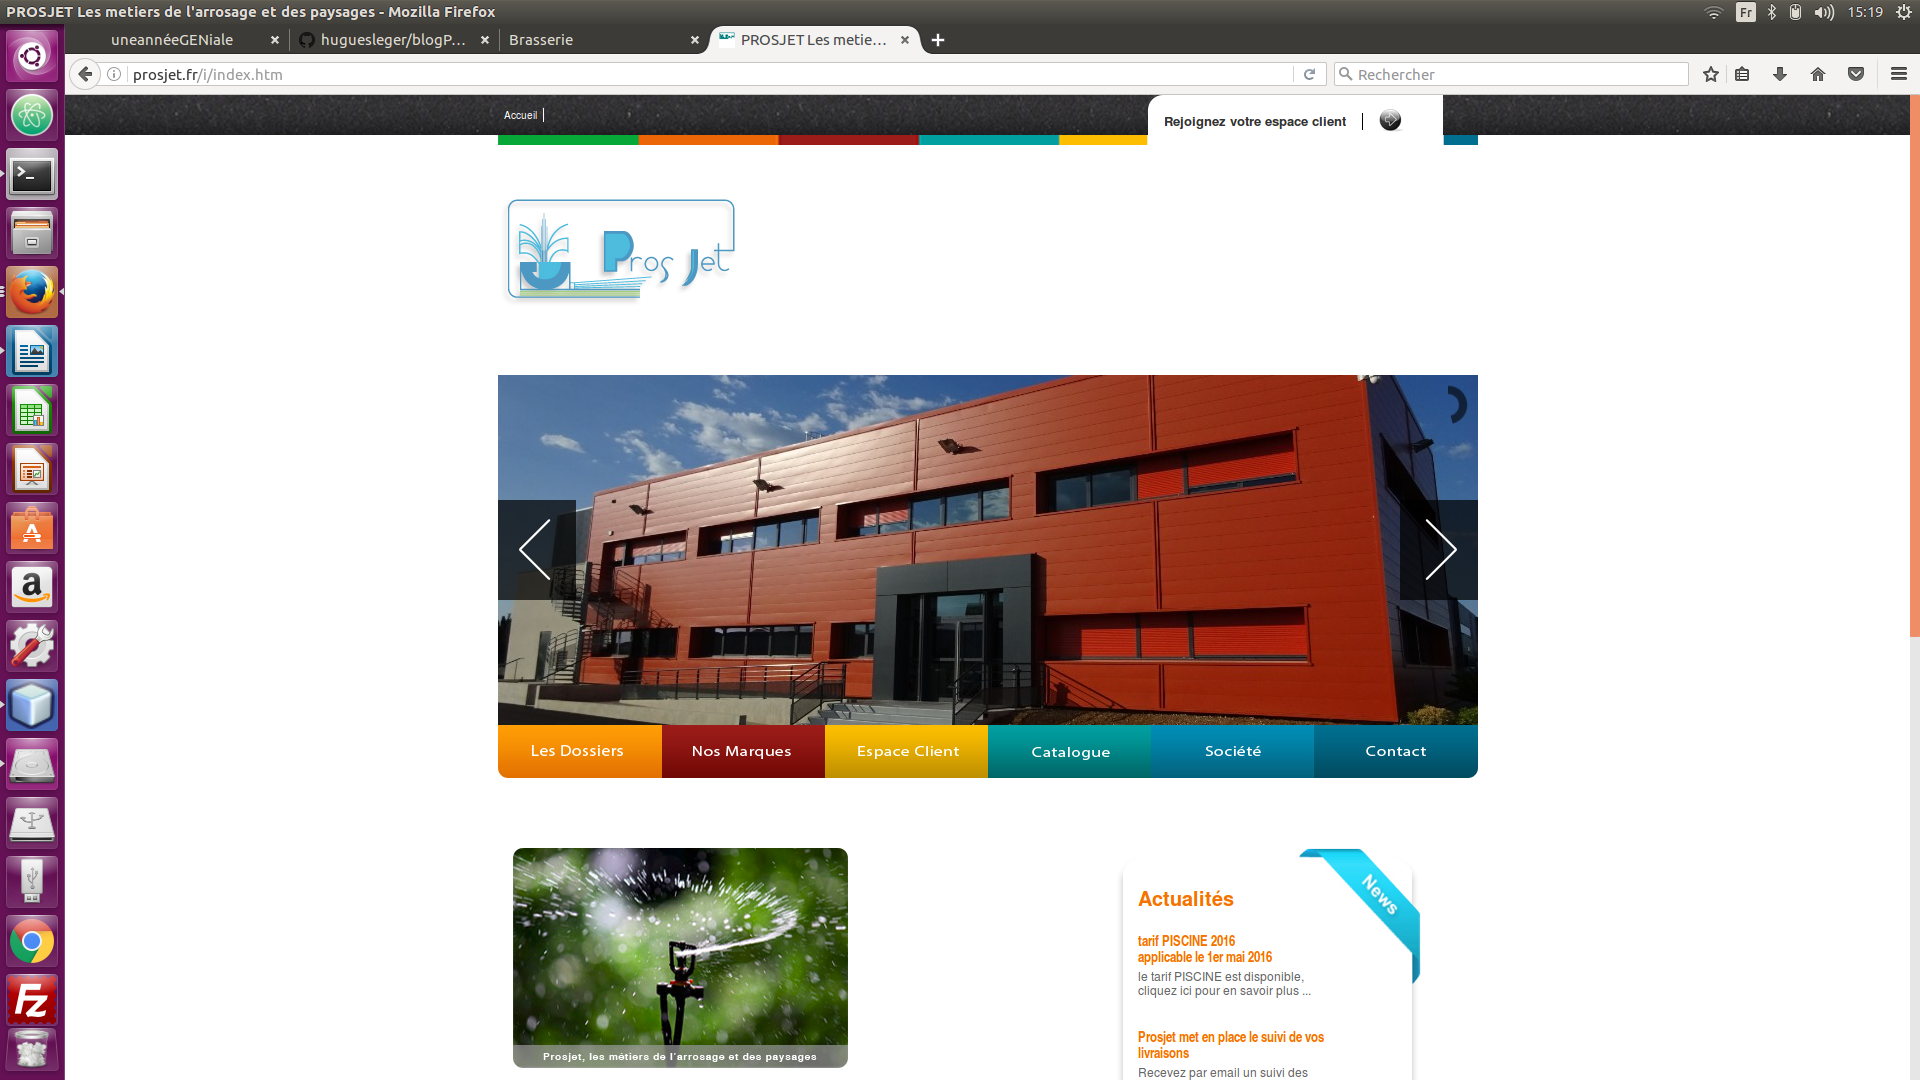 PROSJET Les metiers de l'arrosage et des paysages - Mozilla Firefox
Fr
15:19
uneannéeGENiale
huguesleger/blogP...
Brasserie
PROSJET Les metie...
prosjet.fr/i/index.htm
Rechercher
Accueil
Rejoignez votre espace client
Pros Jet
Les Dossiers
Nos Marques
Espace Client
Catalogue
Société
Contact
Prosjet, les métiers de l'arrosage et des paysages
News
Actualités
tarif PISCINE 2016
applicable le 1er mai 2016
le tarif PISCINE est disponible,
cliquez ici pour en savoir plus ...
Prosjet met en place le suivi de vos
livraisons
Recevez par email un suivi des